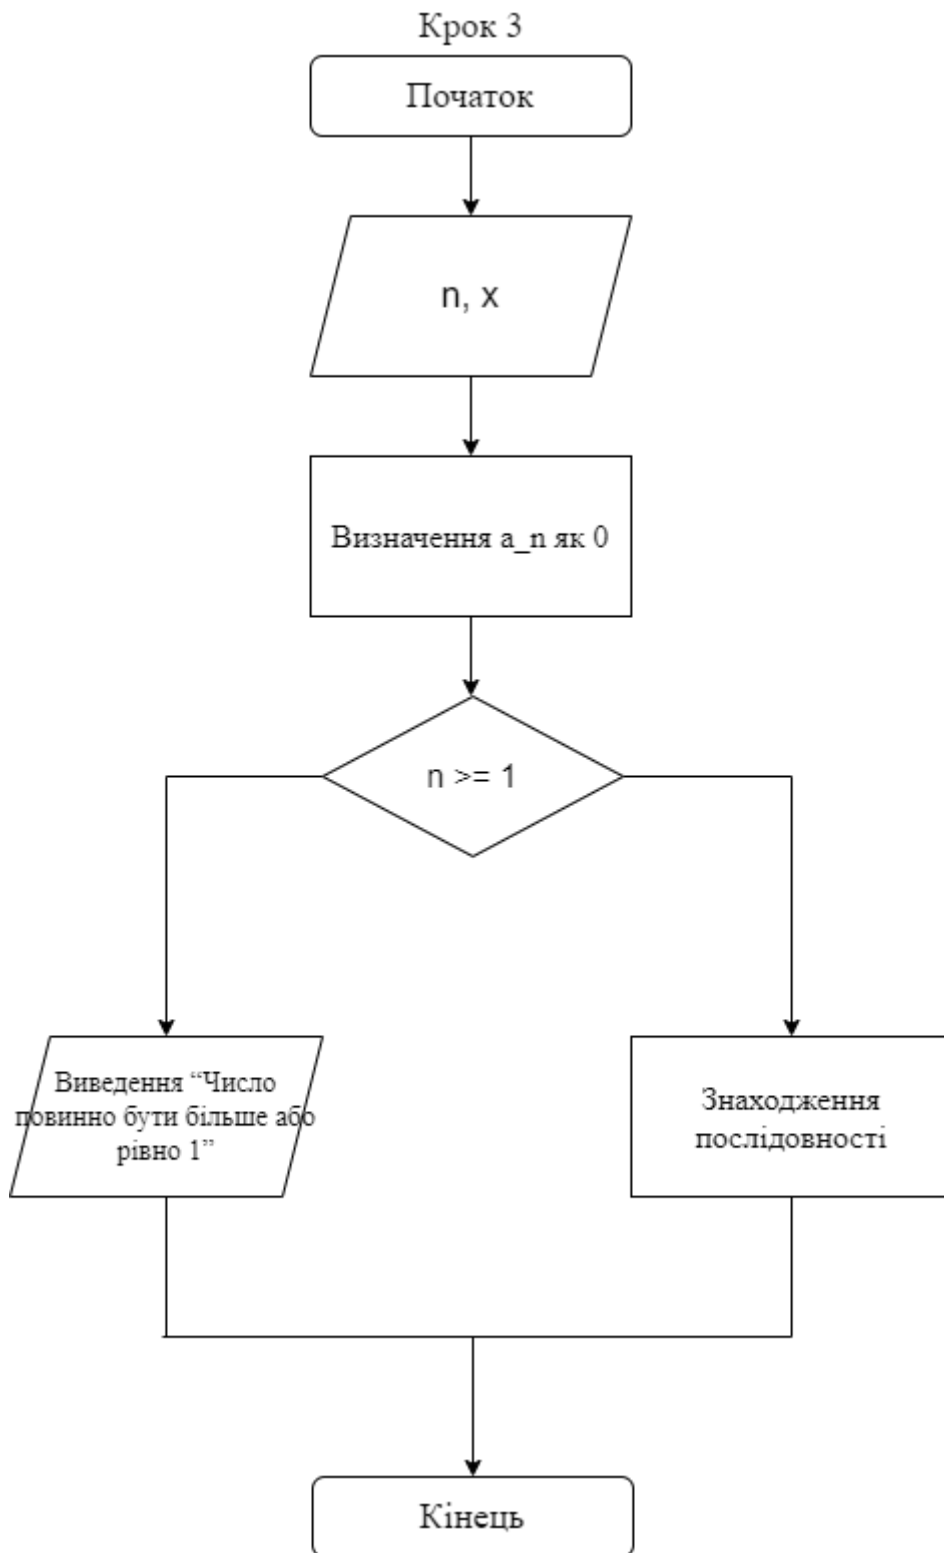 Крок 3
Початок
n, x
Визначення a_n як 0
n >= 1
Виведення “Число
повинно бути більше або
рівно 1”
Знаходження
послідовності
Кінець